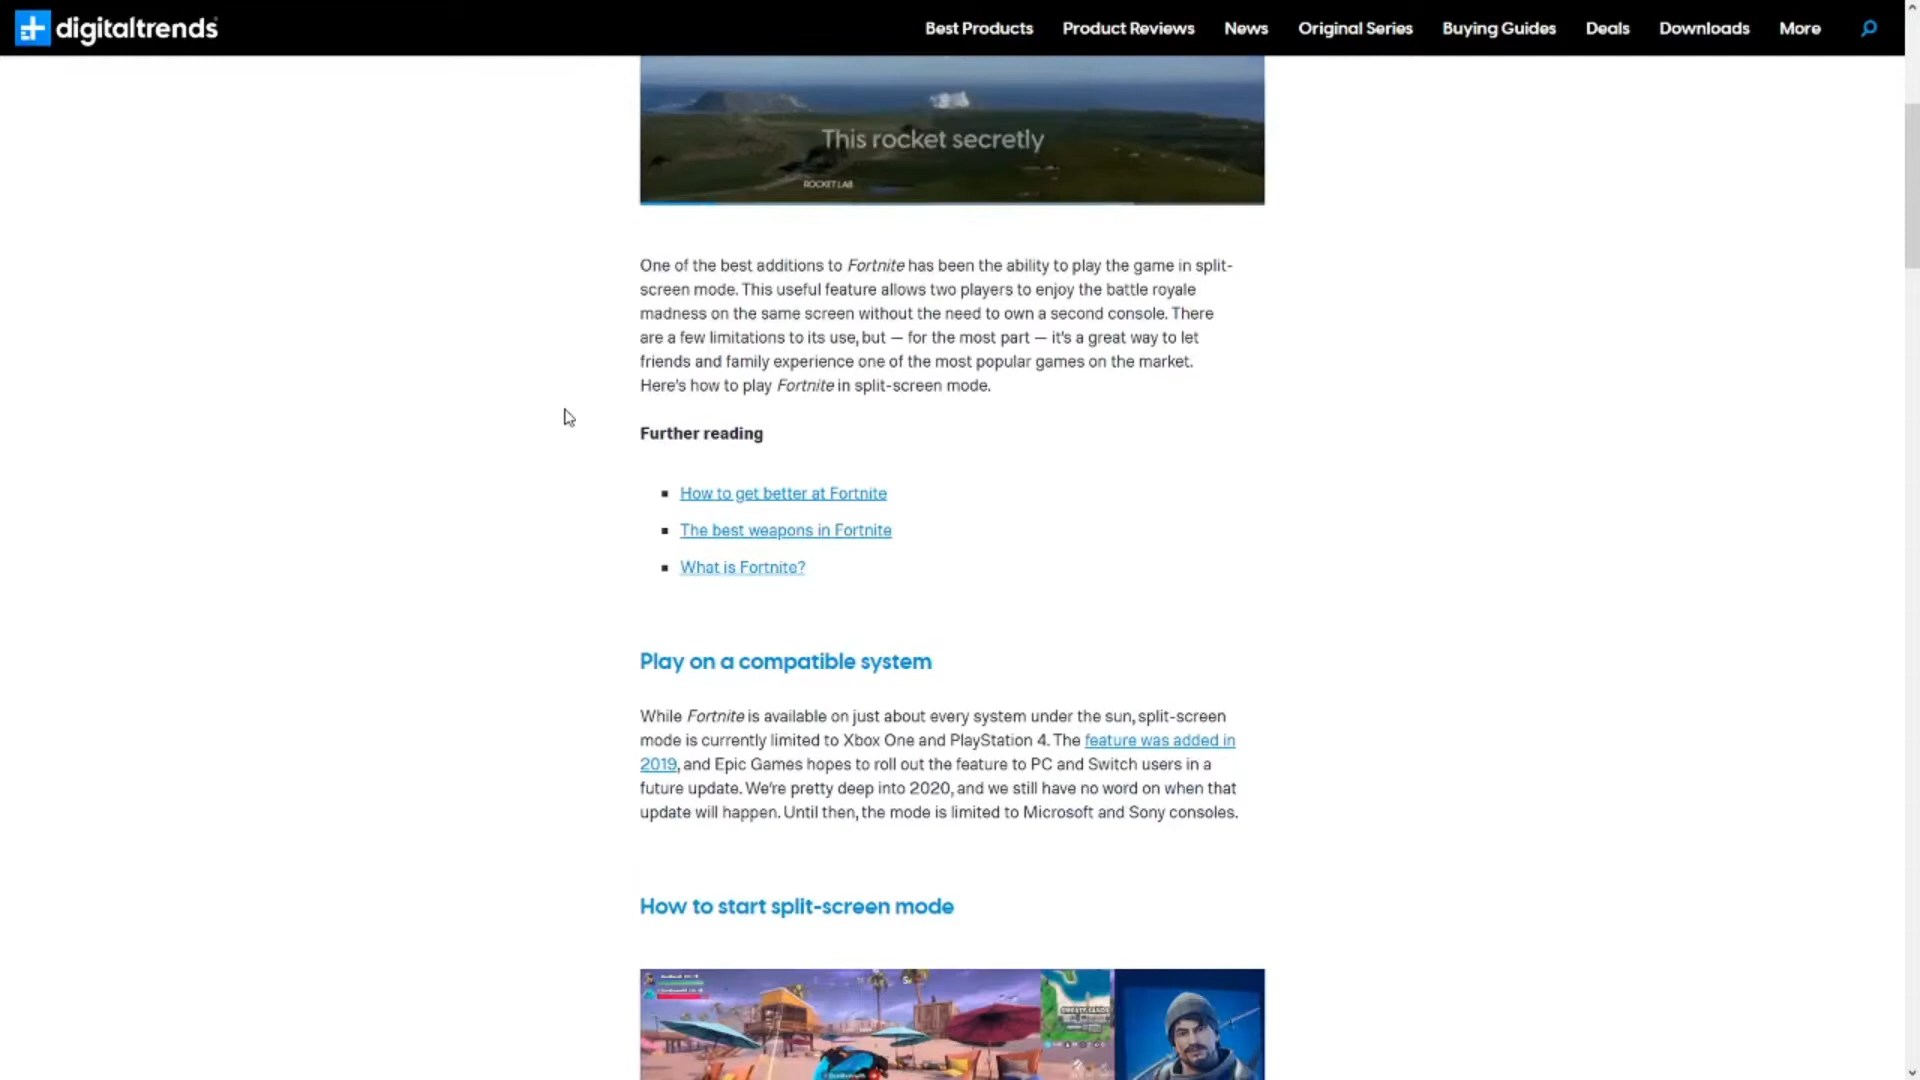 digitaltrends
Best Products Product Reviews News Original Series Buying Guides Deals Downloads More
This rocket secretly
ROCKET LAB
One of the best additions to Fortnite has been the ability to play the game in split-
screen mode. This useful feature allows two players to enjoy the battle royale
madness on the same screen without the need to own a second console. There
are a few limitations to its use, but — for the most part — it's a great way to let
friends and family experience one of the most popular games on the market.
Here's how to play Fortnite in split-screen mode.
Further reading
How to get better at Fortnite
The best weapons in Fortnite
What is Fortnite?
Play on a compatible system
While Fortnite is available on just about every system under the sun, split-screen
mode is currently limited to Xbox One and PlayStation 4. The feature was added in
2019, and Epic Games hopes to roll out the feature to PC and Switch users in a
future update. We're pretty deep into 2020, and we still have no word on when that
update will happen. Until then, the mode is limited to Microsoft and Sony consoles.
How to start split-screen mode